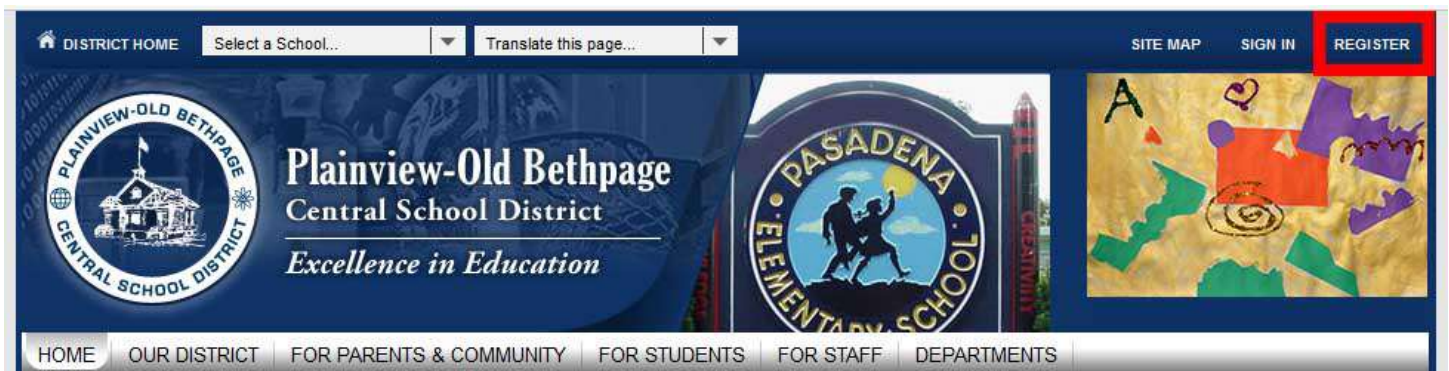 DISTRICT HOME
Select a School...
Translate this page...
SITE MAP
SIGN IN
REGISTER
PLAINVIEW-OLD BETHPAGE
CENTRAL SCHOOL DISTRICT
Plainview-Old Bethpage
Central School District
Excellence in Education
PASADENA
ELEMENTARY SCHOOL
CREATIVITY
A
HOME
OUR DISTRICT
FOR PARENTS & COMMUNITY
FOR STUDENTS
FOR STAFF
DEPARTMENTS